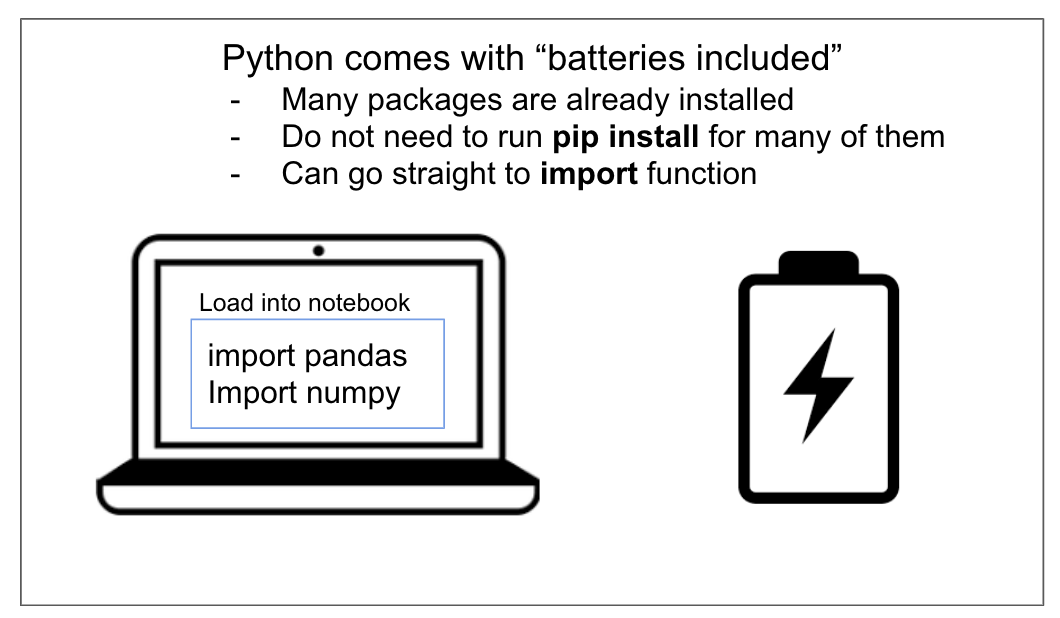 Python comes with “batteries included”
- Many packages are already installed
- Do not need to run pip install for many of them
- Can go straight to import function
Load into notebook
import pandas
Import numpy